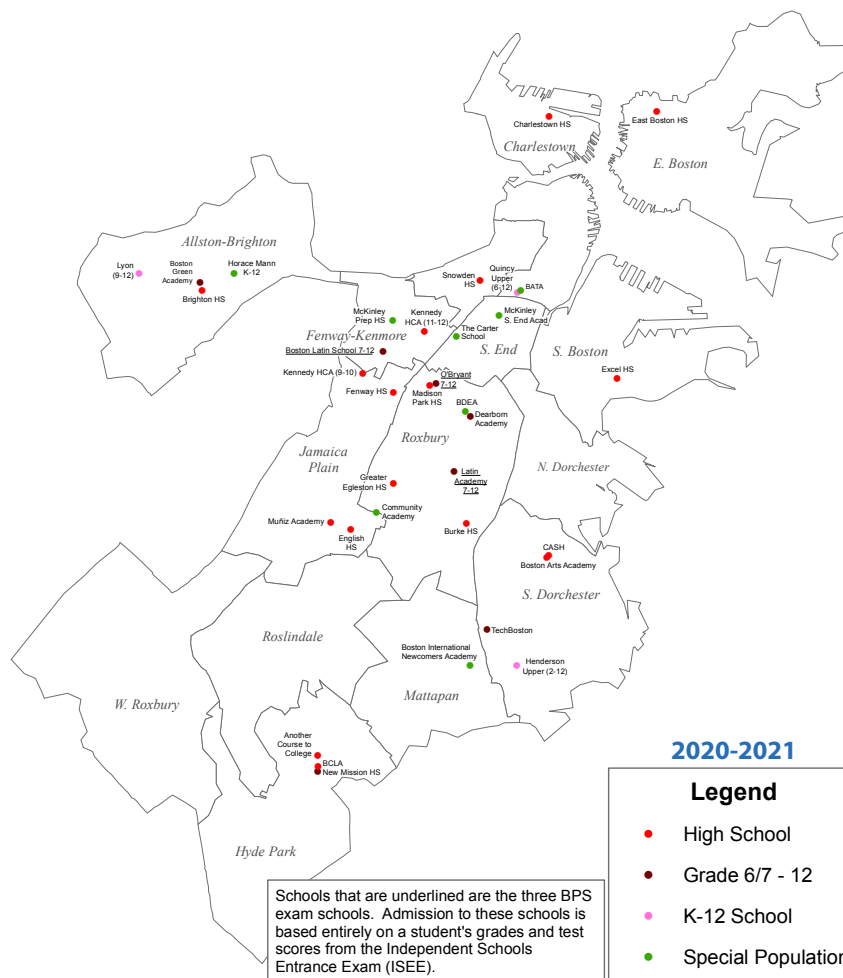 Charlestown HS
East Boston HS
Charlestown
E. Boston
Allston-Brighton
Lyon
(9-12)
Boston
Green
Academy
Horace Mann
K-12
Brighton HS
Snowden
HS
Quincy
Upper
(6-12)
BATA
McKinley
Prep HS
Kennedy
HCA (11-12)
McKinley
S. End Acad
Fenway-Kenmore
The Carter
School
S. End
S. Boston
Boston Latin School 7-12
Kennedy HCA (9-10)
Excel HS
Fenway HS
Madison
Park HS
O'Bryant
7-12
BDEA
Dearborn
Academy
Roxbury
Jamaica
Plain
N. Dorchester
Greater
Egleston HS
Latin
Academy
7-12
Community
Academy
Muñiz Academy
English
HS
Burke HS
CASH
Boston Arts Academy
S. Dorchester
TechBoston
Roslindale
Boston International
Newcomers Academy
Henderson
Upper (2-12)
Mattapan
W. Roxbury
Another
Course to
College
BCLA
New Mission HS
Hyde Park
2020-2021
Legend
High School
Grade 6/7 - 12
K-12 School
Special Population
Schools that are underlined are the three BPS
exam schools.  Admission to these schools is
based entirely on a student's grades and test
scores from the Independent Schools
Entrance Exam (ISEE).